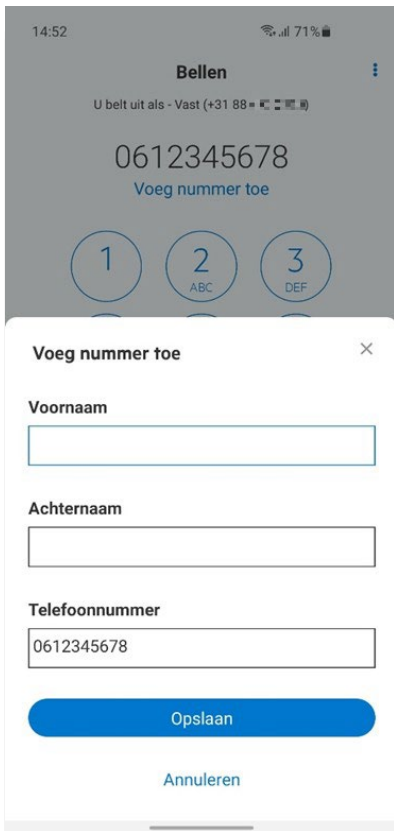 14:52
71%
Bellen
U belt uit als - Vast (+31 88
0612345678
Voeg nummer toe
1
2
3
ABC
DEF
Voeg nummer toe
Voornaam
Achternaam
Telefoonnummer
0612345678
Opslaan
Annuleren